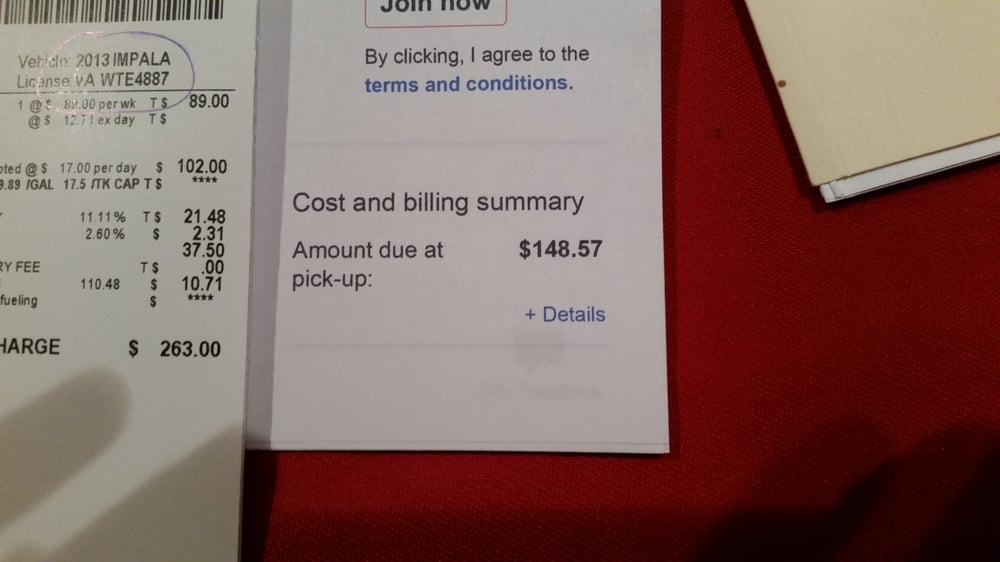 Vehicle: 2013 IMPALA
License: VA WTE4887
1 @ $ 89.00 per wk T $ 89.00
@ $ 12.71 ex day T $
pted @ $ 17.00 per day $ 102.00
9.89 /GAL 17.5 /TK CAP T $ ****
Y 11.11% T $ 21.48
2.60% $ 2.31
37.50
RY FEE T $ .00
110.48 $ 10.71
fueling $ ****
HARGE $ 263.00
Join now
By clicking, I agree to the
terms and conditions.
Cost and billing summary
Amount due at $148.57
pick-up:
+ Details